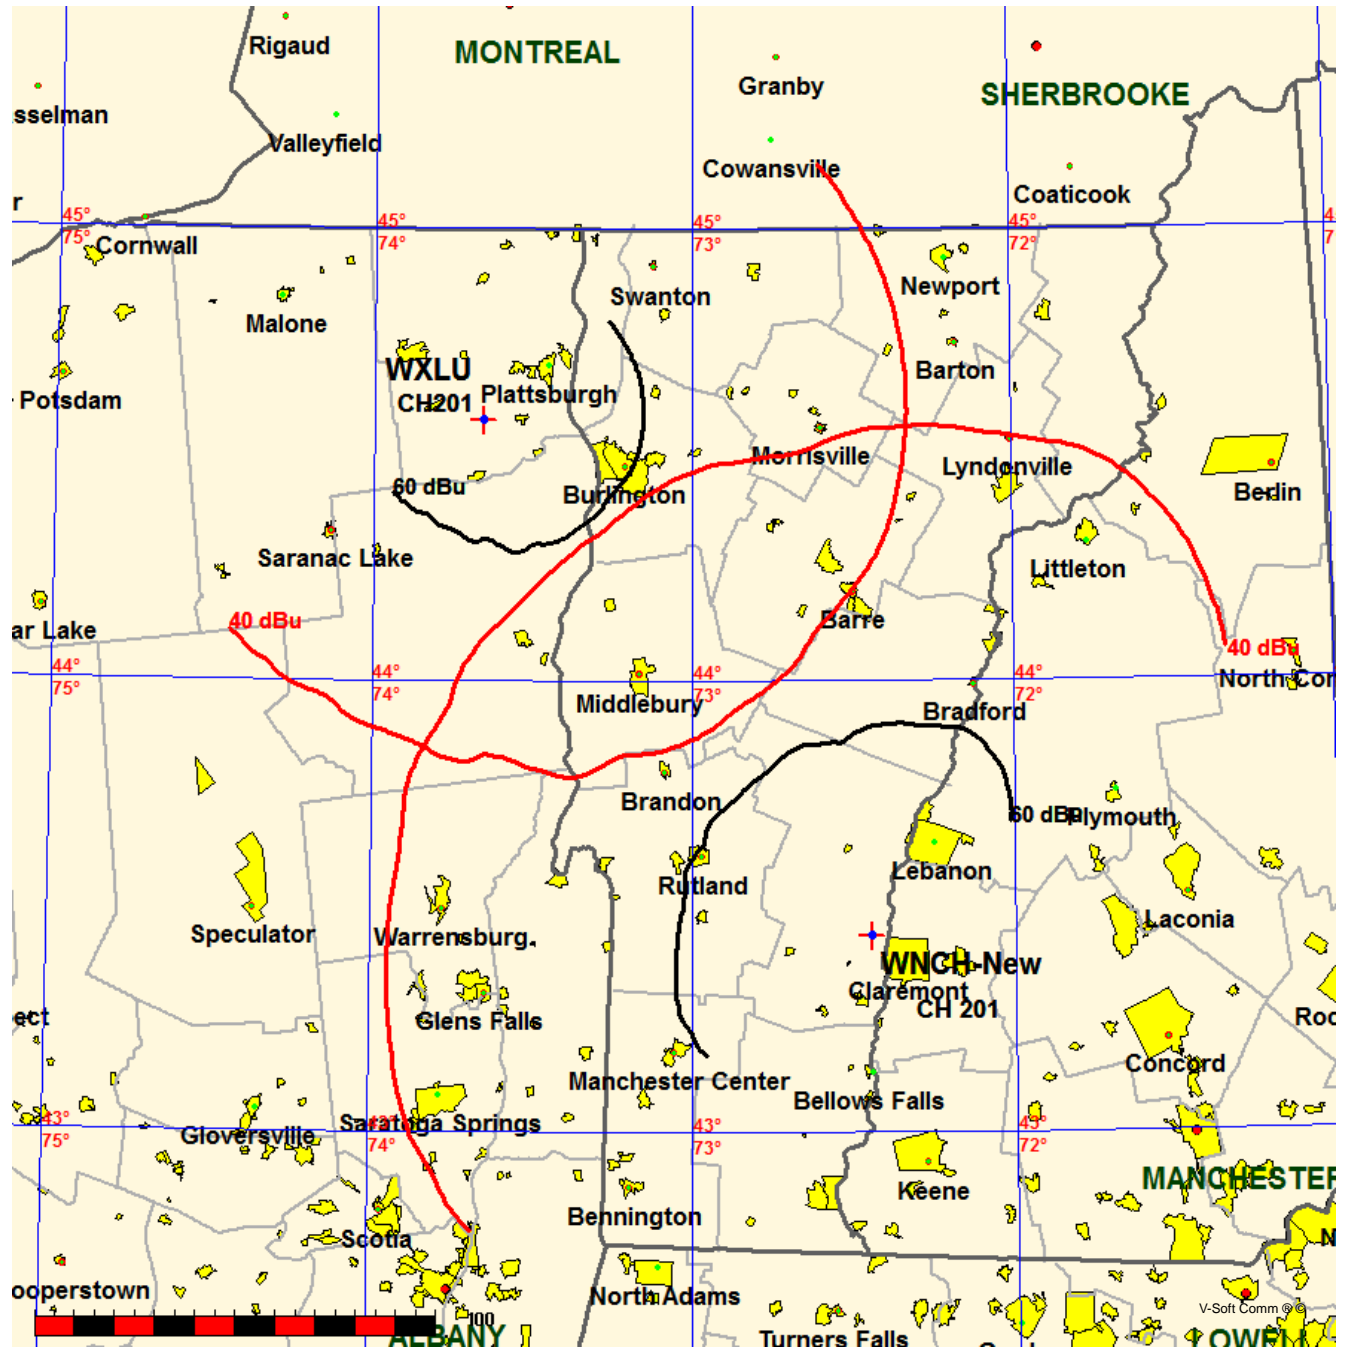 Rigaud
MONTREAL
Granby
SHERBROOKE
sselman
Valleyfield
Cowansville
Coaticook
r
45°
75°
45°
74°
45°
73°
45°
72°
Cornwall
Newport
Swanton
Malone
WXLU
Barton
Potsdam
CH201
Plattsburgh
Morrisville
Lyndonville
60 dBu
Burlington
Berlin
Saranac Lake
Littleton
40 dBu
Barre
ar Lake
40 dBu
44°
75°
44°
74°
44°
73°
44°
72°
North Con
Middlebury
Bradford
Brandon
60 dBu
Plymouth
Rutland
Lebanon
Speculator
Warrensburg
Laconia
WNCH-New
Claremont
CH 201
ect
Glens Falls
Roc
Concord
Manchester Center
Bellows Falls
43°
75°
Gloversville
Saratoga Springs
43°
74°
43°
73°
43°
72°
MANCHESTER
Keene
Bennington
Scotia
N
ooperstown
North Adams
100
V-Soft Comm ® ©
ALBANY
Turners Falls
LOWELL